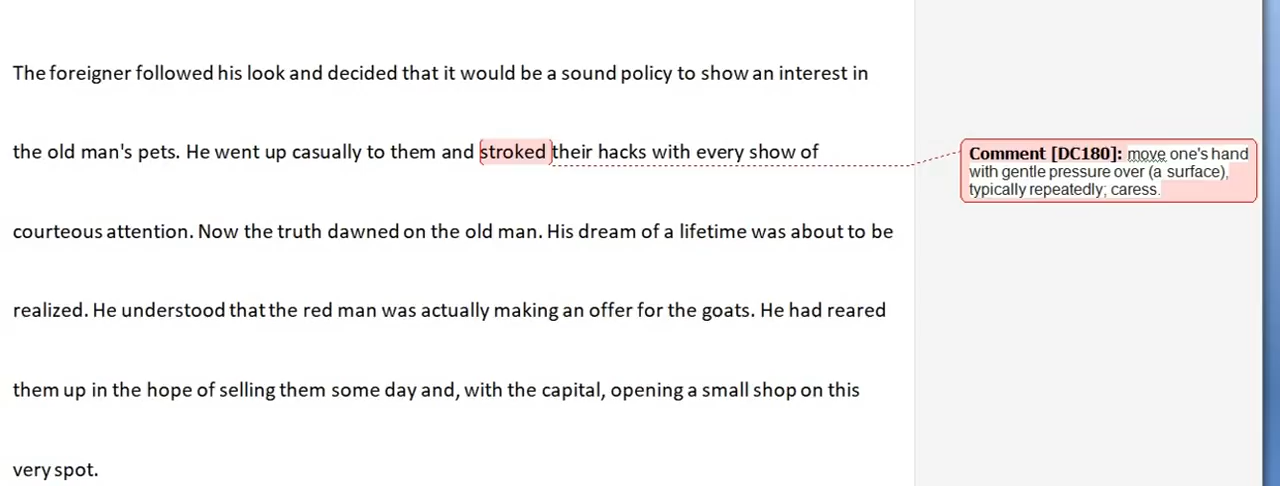 The foreigner followed his look and decided that it would be a sound policy to show an interest in
the old man's pets. He went up casually to them and stroked their hacks with every show of
Comment [DC180]: move one's hand
with gentle pressure over (a surface),
typically repeatedly; caress.
courteous attention. Now the truth dawned on the old man. His dream of a lifetime was about to be
realized. He understood that the red man was actually making an offer for the goats. He had reared
them up in the hope of selling them some day and, with the capital, opening a small shop on this
very spot.